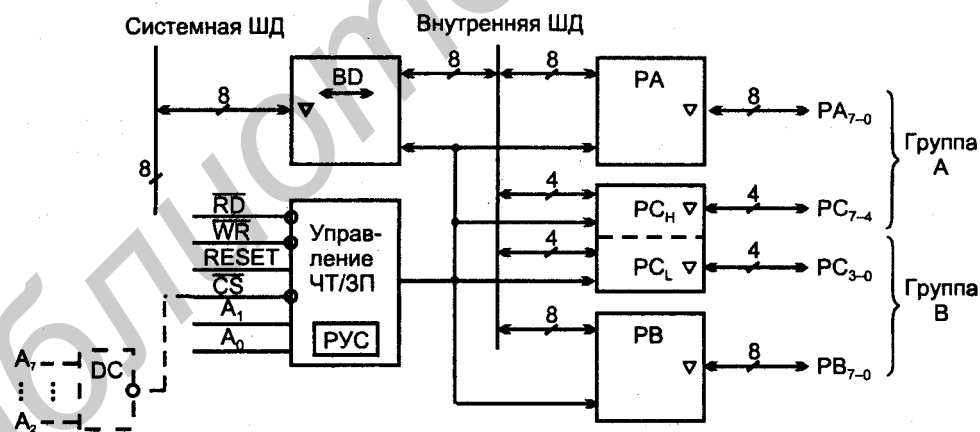 Системная ШД
Внутренняя ШД
8
BD
8
8
PA
8
PA7–0
Группа
A
8
4
PCH
4
PC7–4
4
PCL
4
PC3–0
Группа
B
8
PB
8
PB7–0
RD
WR
RESET
CS
A1
A0
Управ-
ление
ЧТ/ЗП
РУС
A7
DC
A2
библиоте